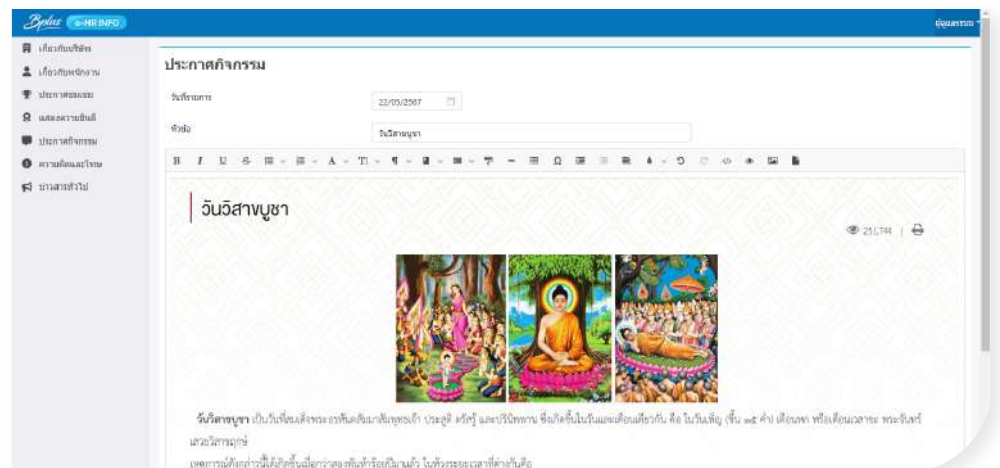 Bplus e-HR INFO
ผู้ดูแลระบบ
เกี่ยวกับบริษัท
เกี่ยวกับพนักงาน
ประกาศชมเชย
แสดงความยินดี
ประกาศกิจกรรม
ความผิดและโทษ
ข่าวสารทั่วไป
ประกาศกิจกรรม
วันที่รายการ
22/05/2567
หัวข้อ
วันวิสาขบูชา
วันวิสาขบูชา
251,744
วันวิสาขบูชา เป็นวันที่สมเด็จพระอรหันตสัมมาสัมพุทธเจ้า ประสูติ ตรัสรู้ และปรินิพพาน ซึ่งเกิดขึ้นในวันและเดือนเดียวกัน คือ ในวันเพ็ญ (ขึ้น ๑๕ ค่ำ) เดือนหก หรือเดือนเวสาขะ พระจันทร์
เสวยวิสาขฤกษ์
เหตุการณ์ดังกล่าวนี้ได้เกิดขึ้นเมื่อกว่าสองพันห้าร้อยปีมาแล้ว ในห้วงระยะเวลาที่ต่างกันคือ